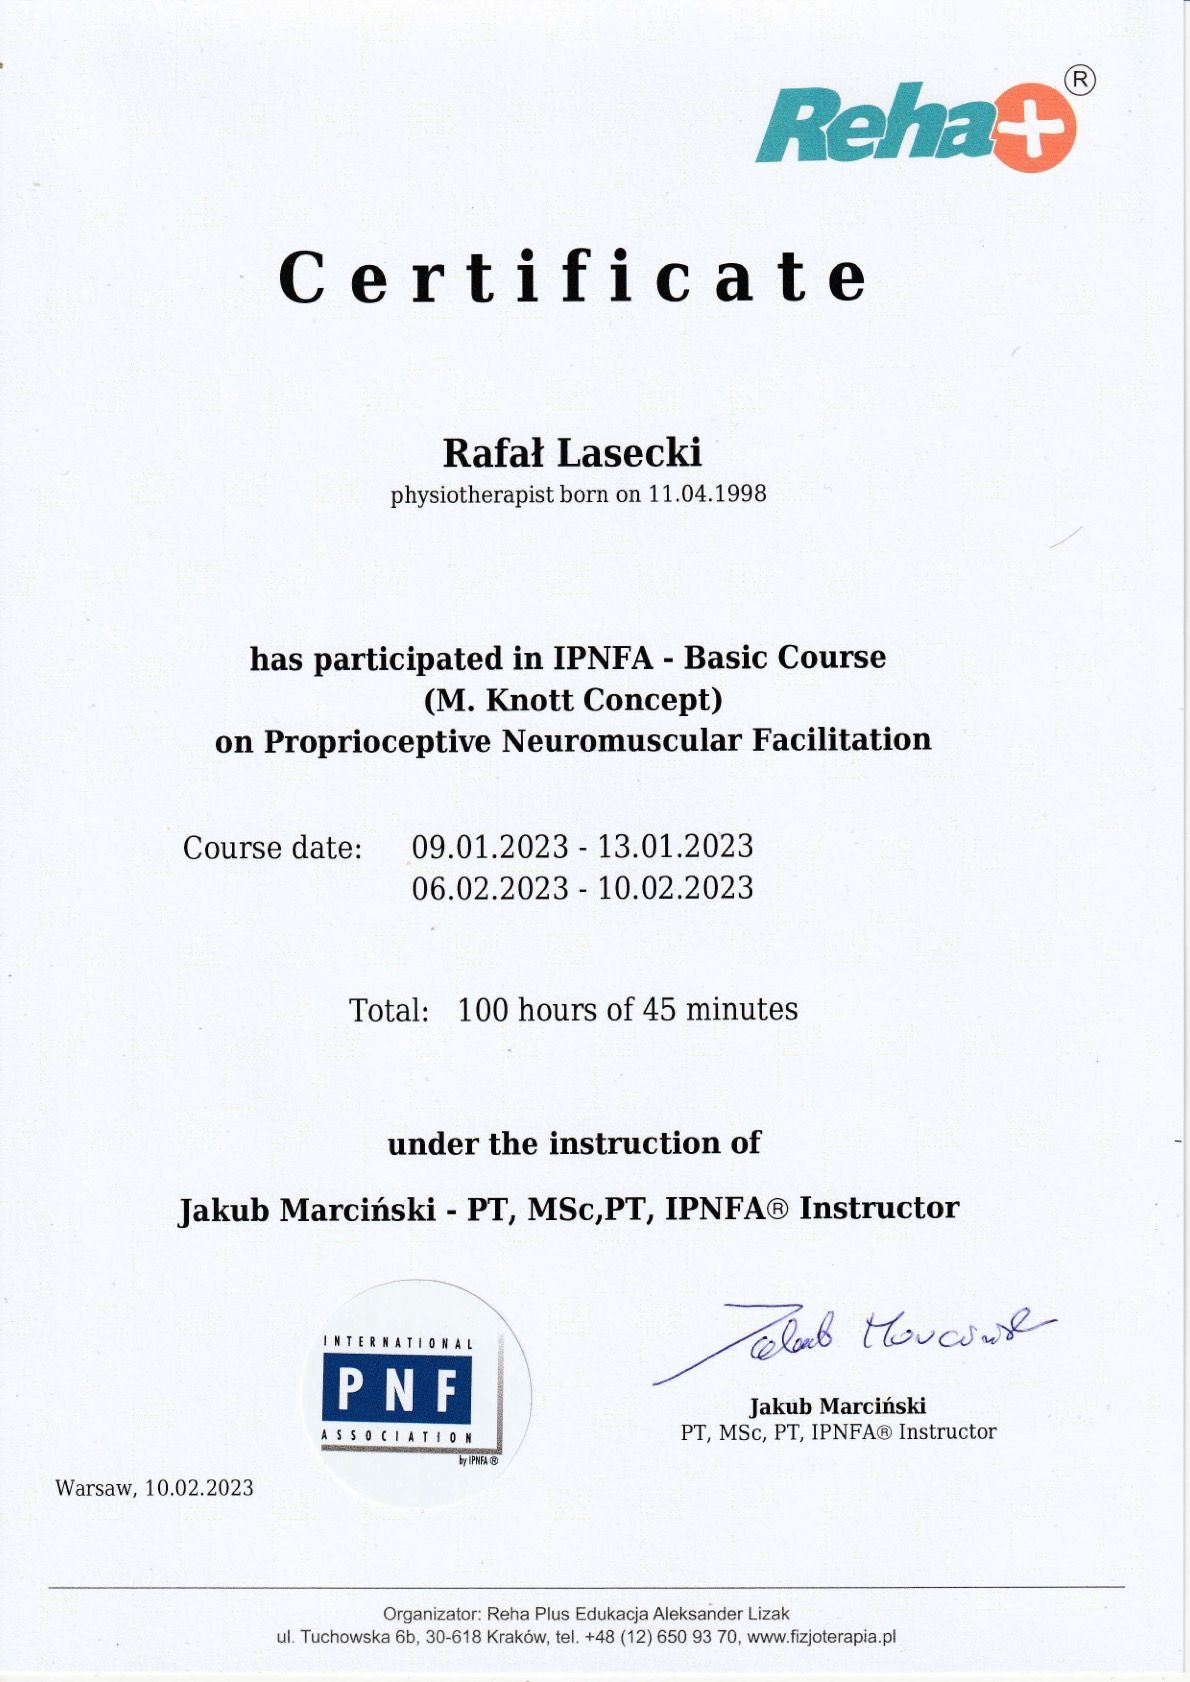 Reha+®
Certificate
Rafał Lasecki
physiotherapist born on 11.04.1998
has participated in IPNFA - Basic Course
(M. Knott Concept)
on Proprioceptive Neuromuscular Facilitation
Course date: 09.01.2023 - 13.01.2023
06.02.2023 - 10.02.2023
Total: 100 hours of 45 minutes
under the instruction of
Jakub Marciński - PT, MSc,PT, IPNFA® Instructor
INTERNATIONAL
PNF
ASSOCIATION
by IPNFA ®
Jakub Marciński
Jakub Marciński
PT, MSc, PT, IPNFA® Instructor
Warsaw, 10.02.2023
Organizator: Reha Plus Edukacja Aleksander Lizak
ul. Tuchowska 6b, 30-618 Kraków, tel. +48 (12) 650 93 70, www.fizjoterapia.pl